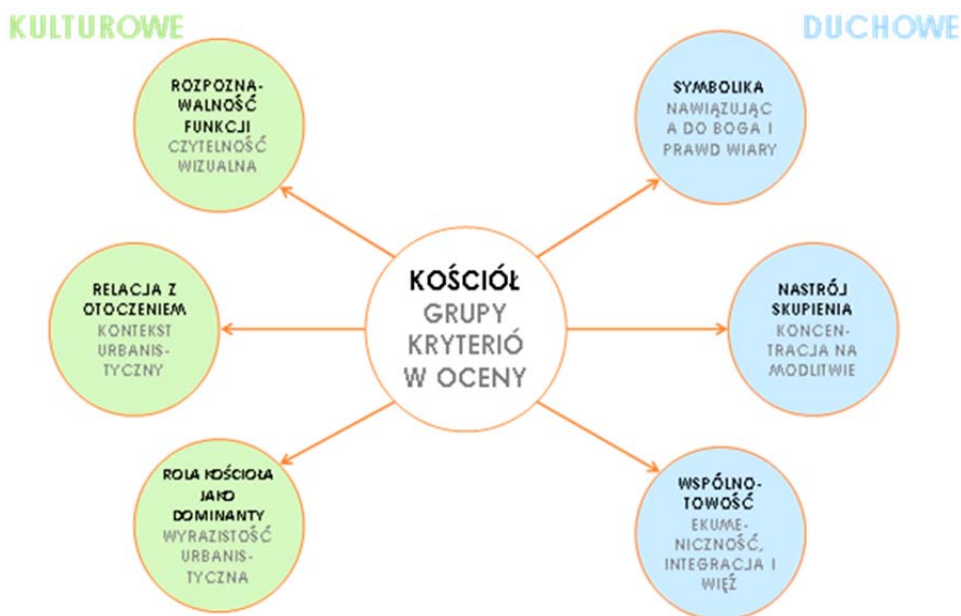 KULTUROWE
DUCHOWE
ROZPOZNA-
WALNOŚĆ
FUNKCJI
CZYTELNOŚĆ
WIZUALNA
SYMBOLIKA
NAWIĄZUJĄC
A DO BOGA I
PRAWD WIARY
RELACJA Z
OTOCZENIEM
KONTEKST
URBANIS-
TYCZNY
KOŚCIÓŁ
GRUPY
KRYTERIÓ
W OCENY
NASTRÓJ
SKUPIENIA
KONCEN-
TRACJA NA
MODLITWIE
ROLA KOŚCIOŁA
JAKO
DOMINANTY
WYRAZISTOŚĆ
URBANIS-
TYCZNA
WSPÓLNO-
TOWOŚĆ
EKUME-
NICZNOŚĆ,
INTEGRACJA I
WIĘŹ